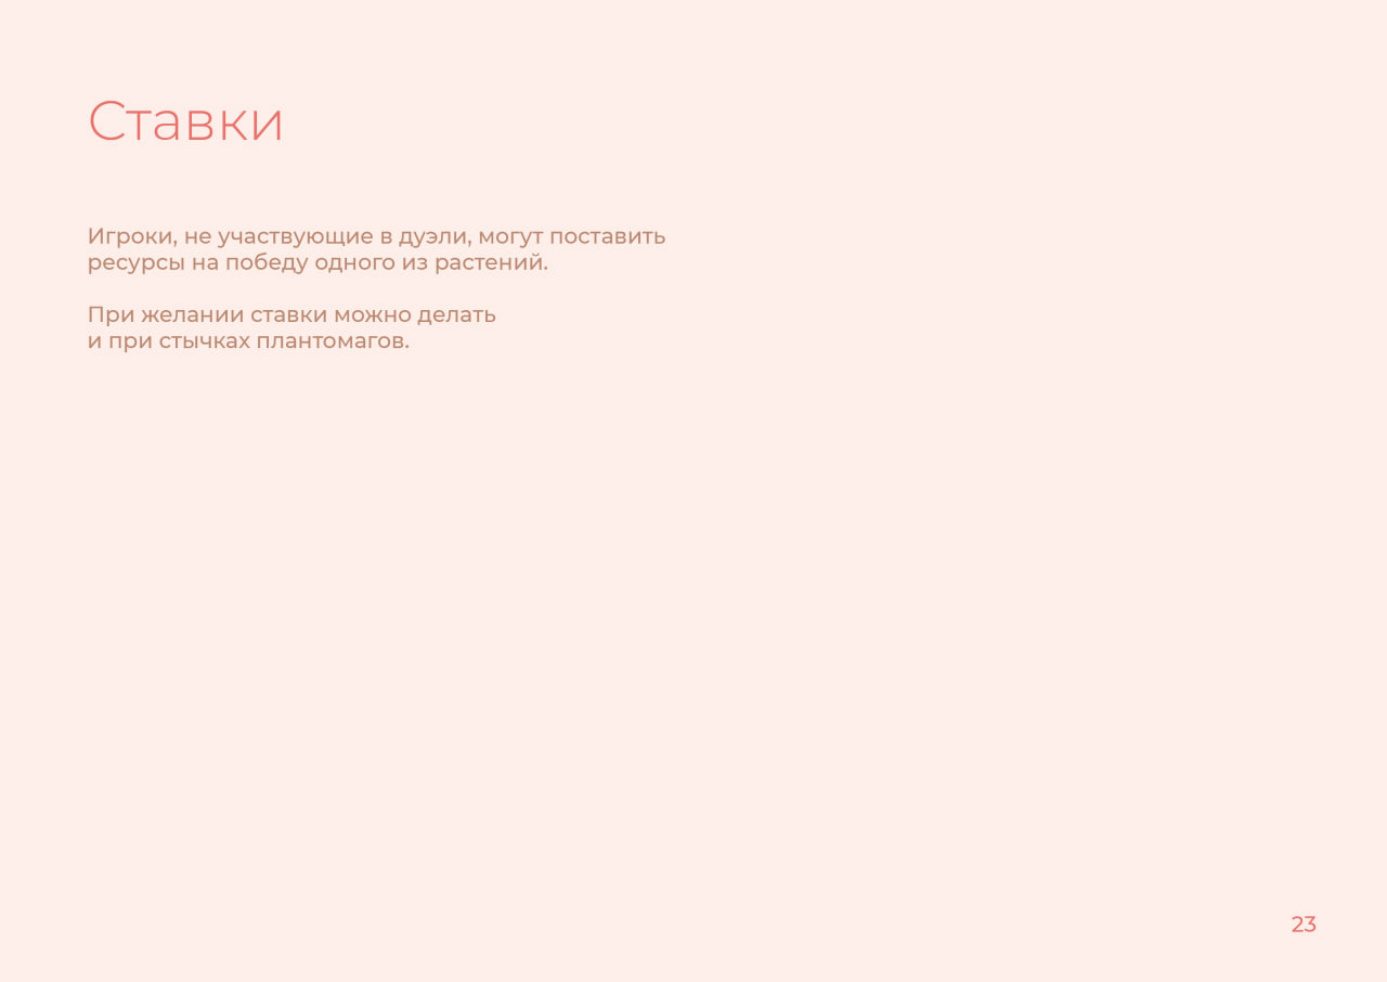 Ставки
Игроки, не участвующие в дуэли, могут поставить
ресурсы на победу одного из растений.
При желании ставки можно делать
и при стычках плантомагов.
23